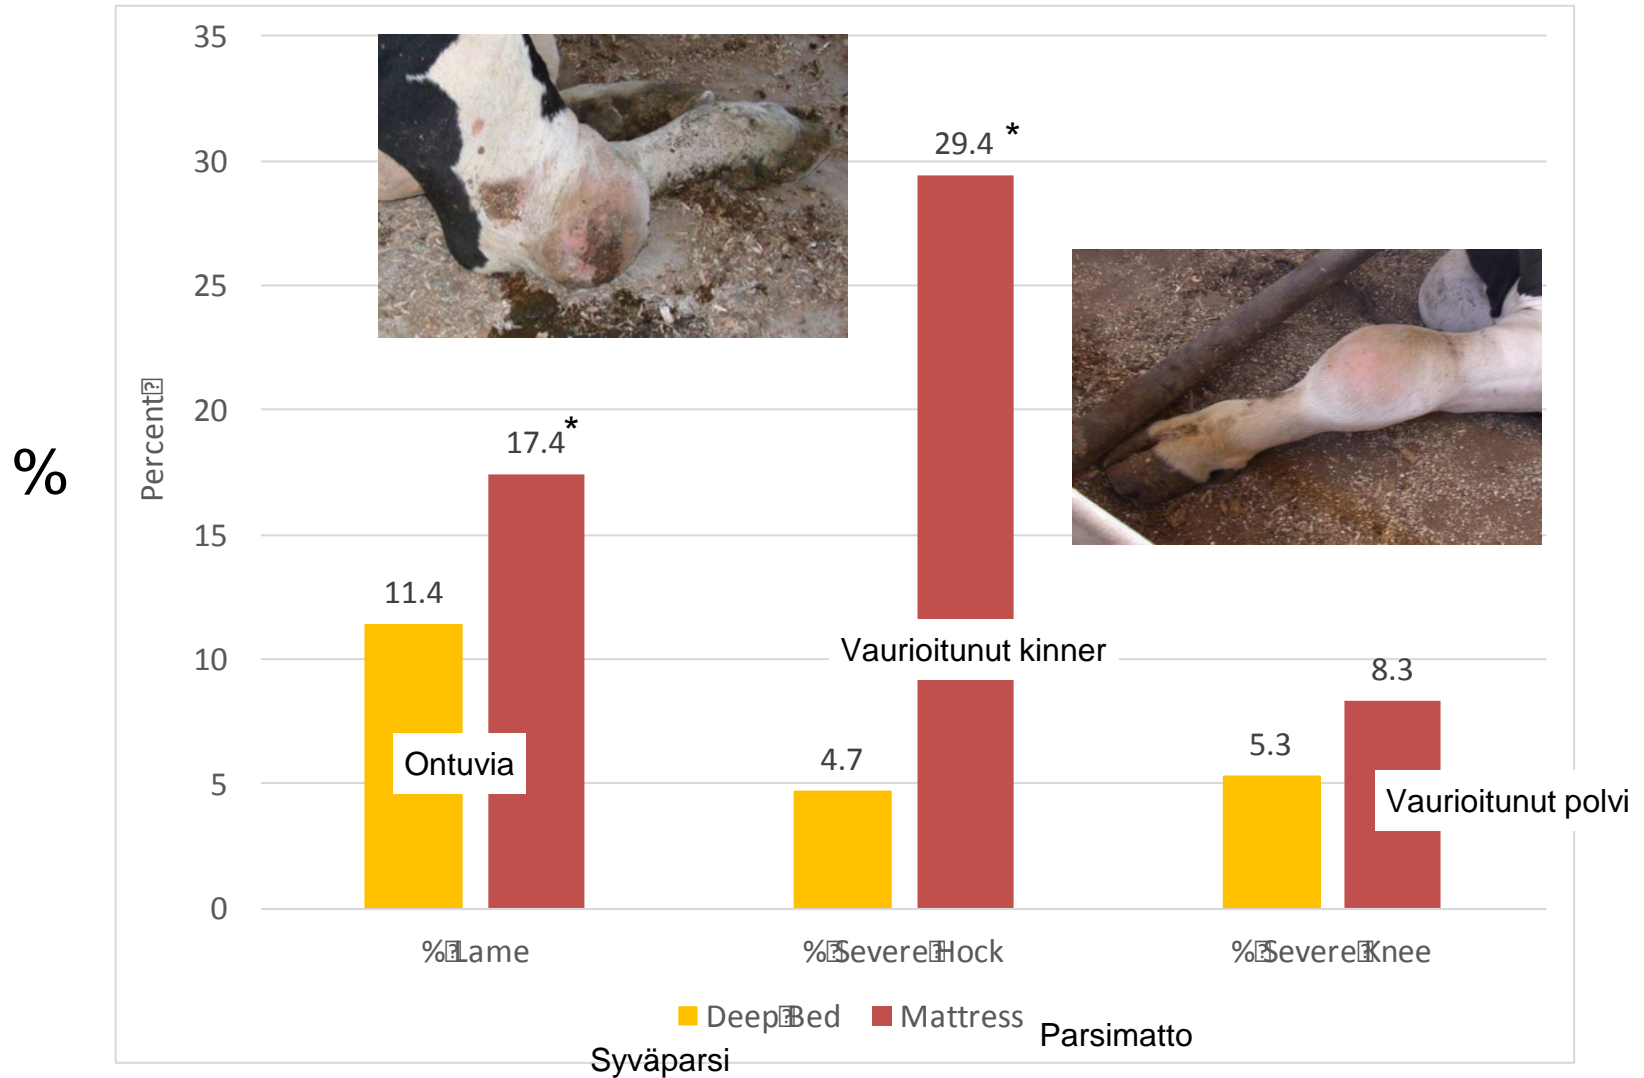 35
30
25
20
15
10
5
0
%
Percent
29.4 *
17.4 *
11.4
Vaurioitunut kinner
8.3
5.3
4.7
Ontuvia
Vaurioitunut polvi
% Lame
% Severe Hock
% Severe Knee
Deep Bed
Mattress
Syväparsi
Parsimatto